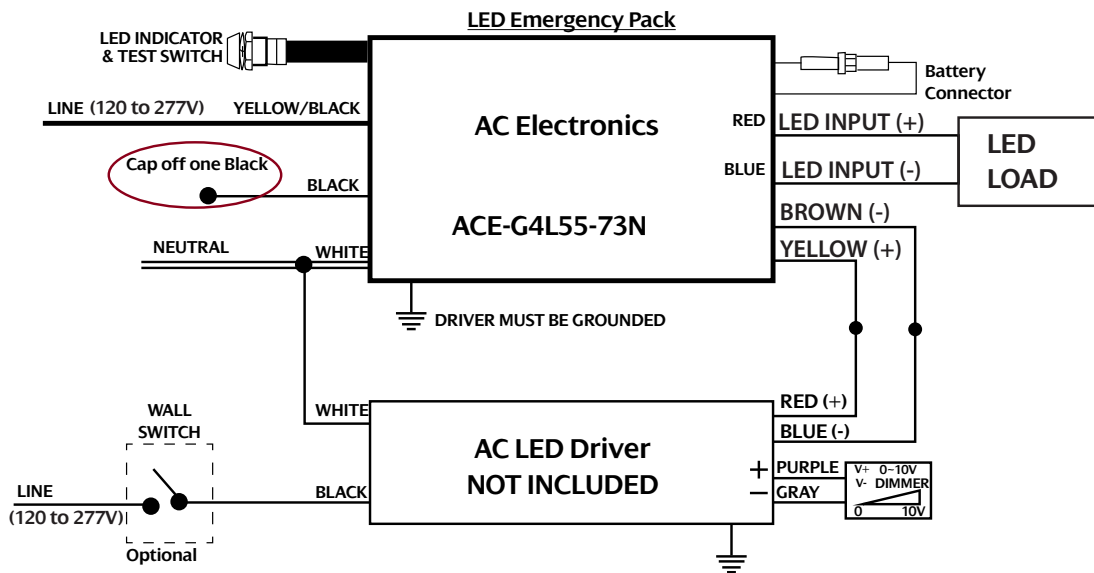 LED Emergency Pack
LED INDICATOR
& TEST SWITCH
Battery
Connector
LINE (120 to 277V)
YELLOW/BLACK
AC Electronics
RED
LED INPUT (+)
LED
LOAD
Cap off one Black
BLUE
LED INPUT (-)
BLACK
ACE-G4L55-73N
BROWN (-)
NEUTRAL
WHITE
YELLOW (+)
DRIVER MUST BE GROUNDED
WHITE
RED (+)
WALL
SWITCH
AC LED Driver
NOT INCLUDED
BLUE (-)
+
PURPLE
V+ 0~10V
V- DIMMER
LINE
(120 to 277V)
BLACK
−
GRAY
0 10V
Optional